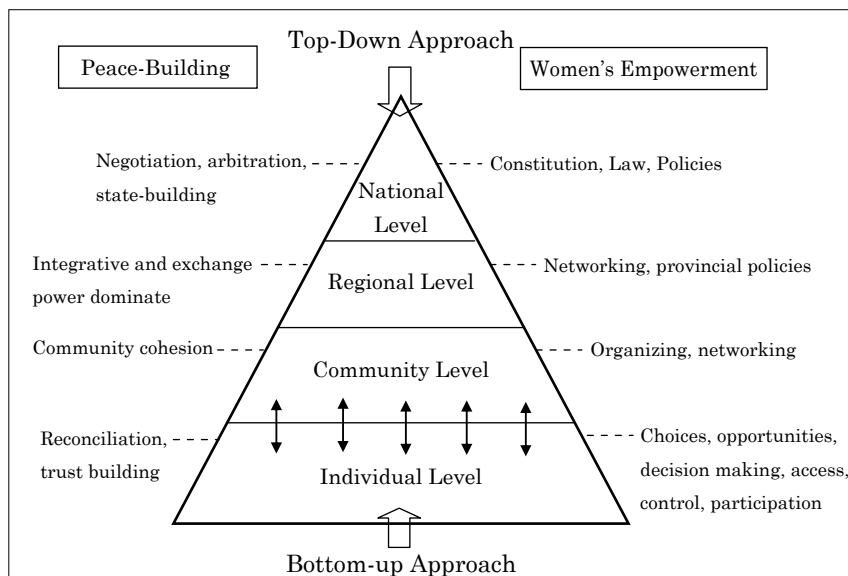 Top-Down Approach
Peace-Building
Women's Empowerment
Negotiation, arbitration,
state-building
Constitution, Law, Policies
National
Level
Integrative and exchange
power dominate
Networking, provincial policies
Regional Level
Community cohesion
Organizing, networking
Community Level
Reconciliation,
trust building
Choices, opportunities,
decision making, access,
control, participation
Individual Level
Bottom-up Approach